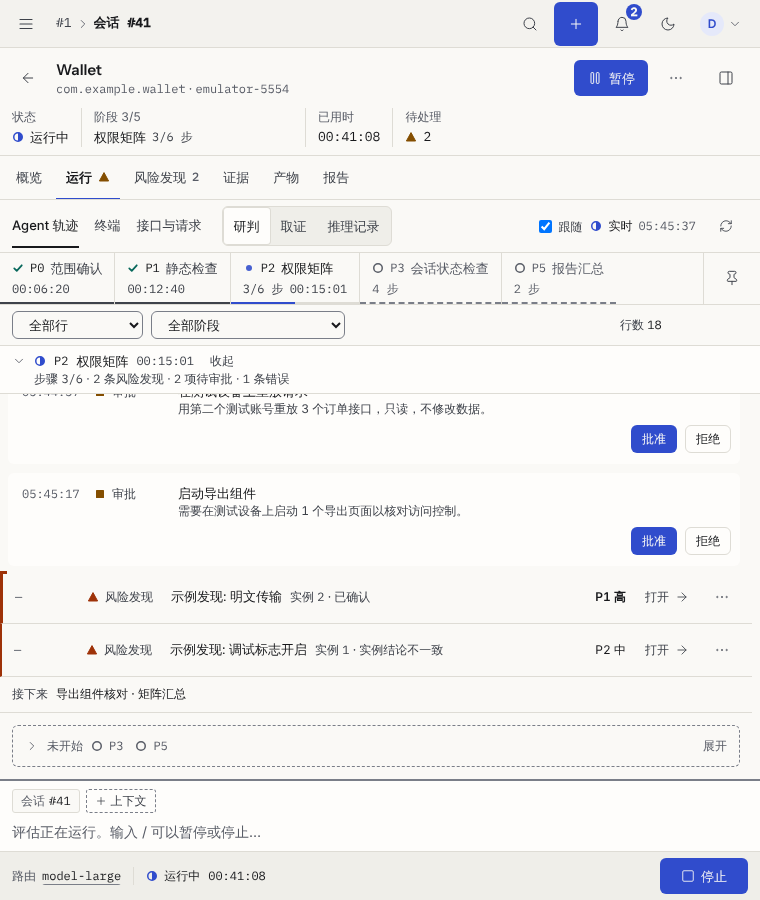 #1 会话 #41
2
D
Wallet
com.example.wallet · emulator-5554
暂停
状态 阶段 3/5 已用时 待处理
运行中 权限矩阵 3/6 步 00:41:08 2
概览 运行 风险发现 2 证据 产物 报告
Agent 轨迹 终端 接口与请求 研判 取证 推理记录 跟随 实时 05:45:37
P0 范围确认 P1 静态检查 P2 权限矩阵 P3 会话状态检查 P5 报告汇总
00:06:20 00:12:40 3/6 步 00:15:01 4 步 2 步
全部行 全部阶段 行数 18
P2 权限矩阵 00:15:01 收起
步骤 3/6 · 2 条风险发现 · 2 项待审批 · 1 条错误
用第二个测试账号重放 3 个订单接口，只读，不修改数据。
批准 拒绝
05:45:17 审批 启动导出组件
需要在测试设备上启动 1 个导出页面以核对访问控制。
批准 拒绝
– 风险发现 示例发现: 明文传输 实例 2 · 已确认 P1 高 打开
– 风险发现 示例发现: 调试标志开启 实例 1 · 实例结论不一致 P2 中 打开
接下来 导出组件核对 · 矩阵汇总
未开始 P3 P5 展开
会话 #41 + 上下文
评估正在运行。输入 / 可以暂停或停止...
路由 model-large 运行中 00:41:08 停止